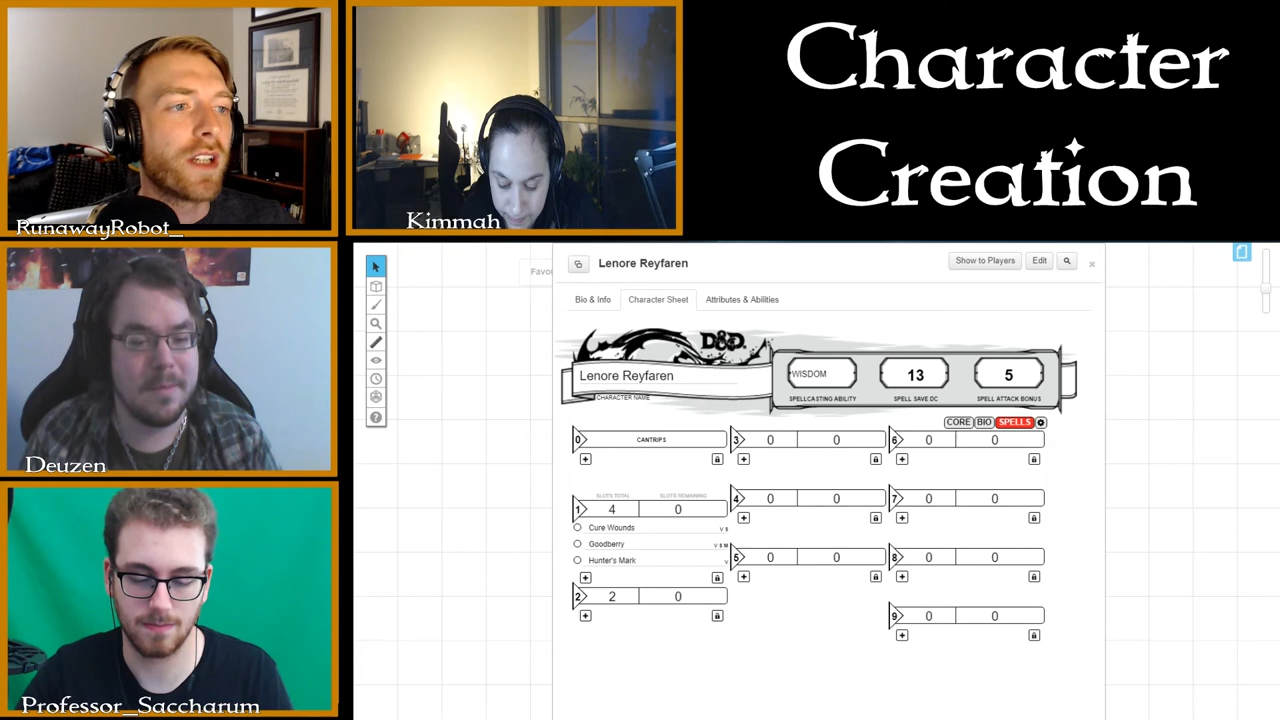 Character
Creation
RunawayRobot_
Kimmah
Deuzen
Professor_Saccharum
Favor
Lenore Reyfaren
Show to Players
Edit
Bio & Info
Character Sheet
Attributes & Abilities
D&D
Lenore Reyfaren
CHARACTER NAME
WISDOM
13
5
SPELLCASTING ABILITY
SPELL SAVE DC
SPELL ATTACK BONUS
CORE
BIO
SPELLS
0 CANTRIPS
SLOTS TOTAL
SLOTS REMAINING
1 4 0
Cure Wounds V S
Goodberry V S M
Hunter's Mark V
2 2 0
3 0 0
4 0 0
5 0 0
6 0 0
7 0 0
8 0 0
9 0 0